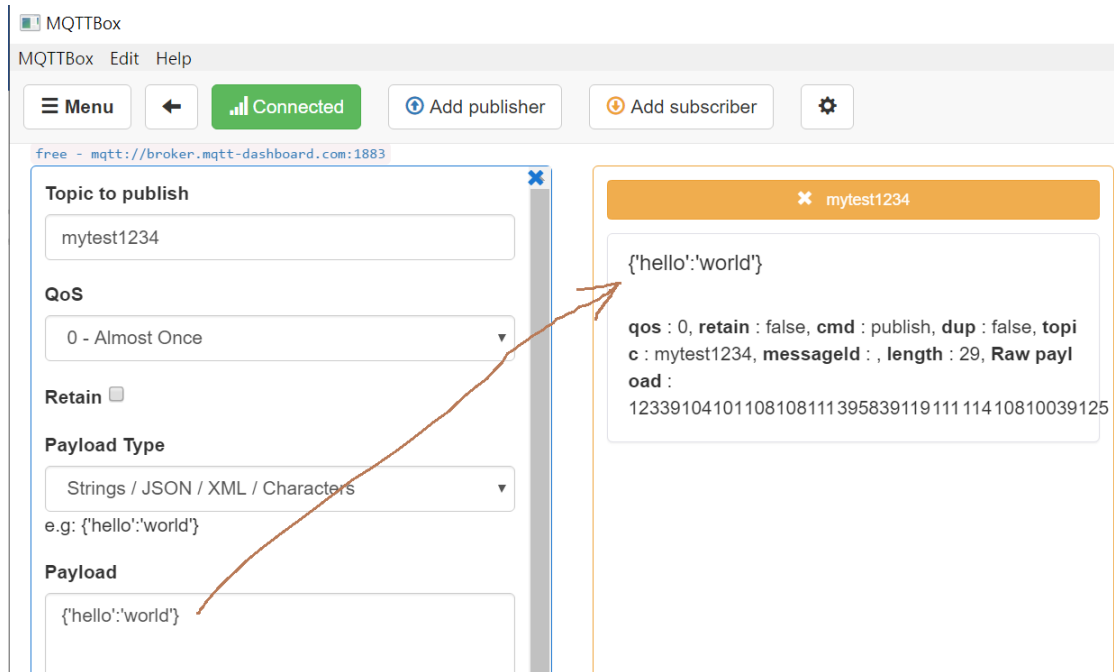 MQTTBox
MQTTBox Edit Help
Menu Connected Add publisher Add subscriber
free - mqtt://broker.mqtt-dashboard.com:1883
Topic to publish
mytest1234
QoS
0 - Almost Once
Retain
Payload Type
Strings / JSON / XML / Characters
e.g: {'hello':'world'}
Payload
{'hello':'world'}
mytest1234
{'hello':'world'}
qos : 0, retain : false, cmd : publish, dup : false, topi
c : mytest1234, messageId : , length : 29, Raw payl
oad :
1233910410110810811139583911911111410810039125